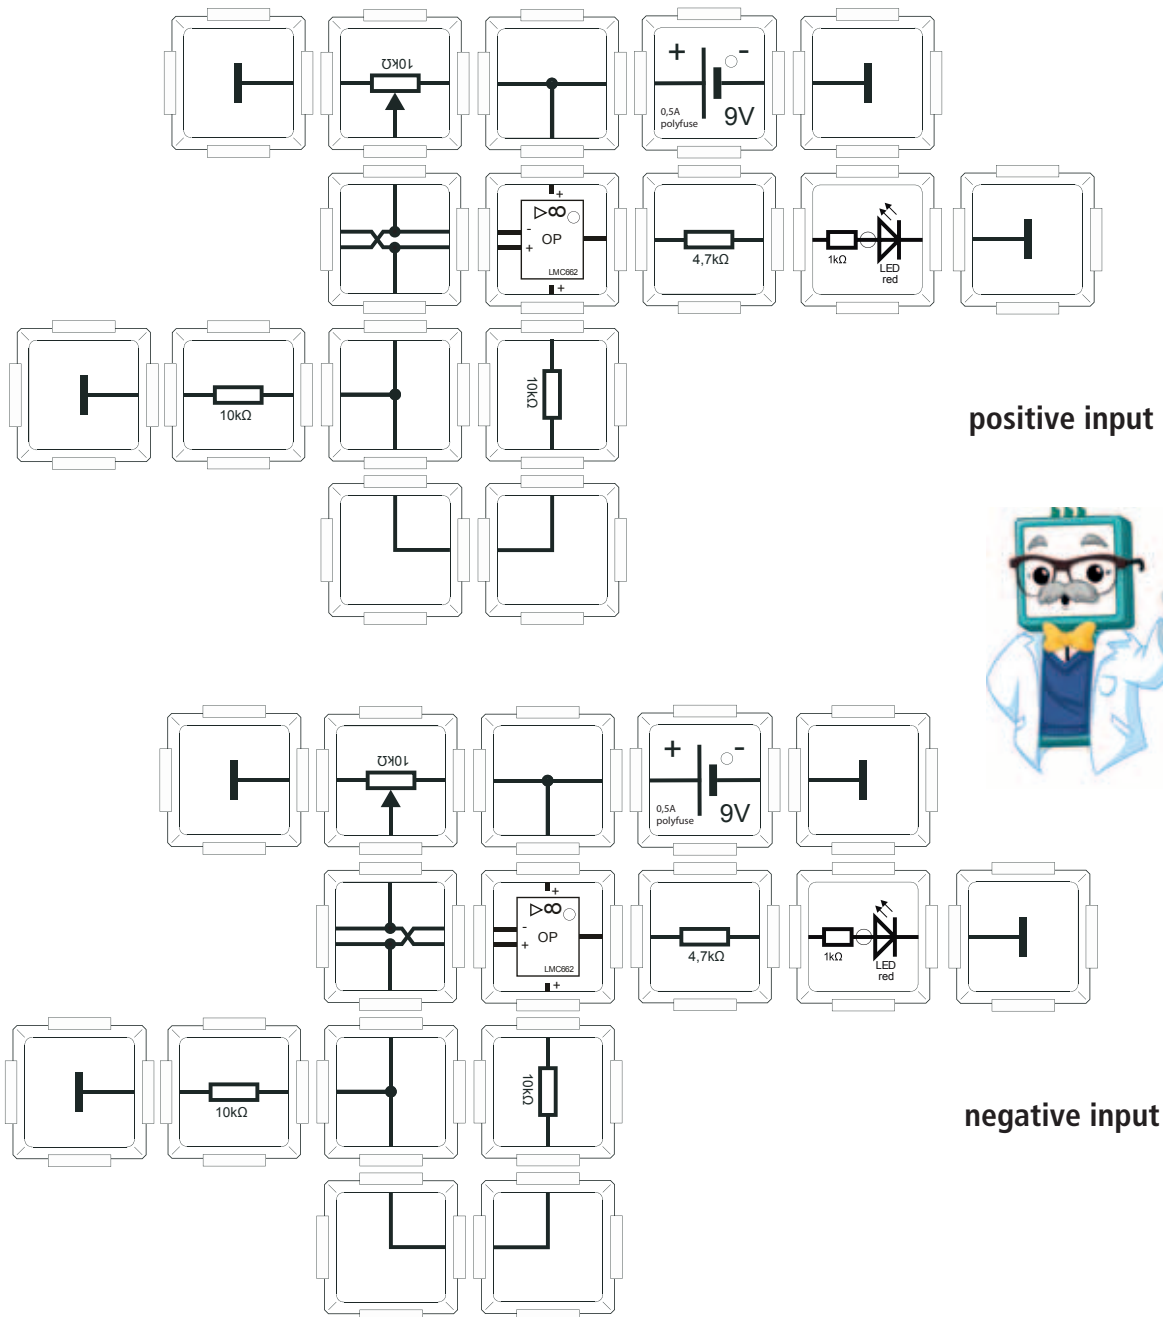 10kΩ
+ -
0,5A
polyfuse
9V
+
∞
-
OP
+
LMC662
+
4,7kΩ
1kΩ
LED
red
10kΩ
10kΩ
positive input
10kΩ
+ -
0,5A
polyfuse
9V
+
∞
-
OP
+
LMC662
+
4,7kΩ
1kΩ
LED
red
10kΩ
10kΩ
negative input